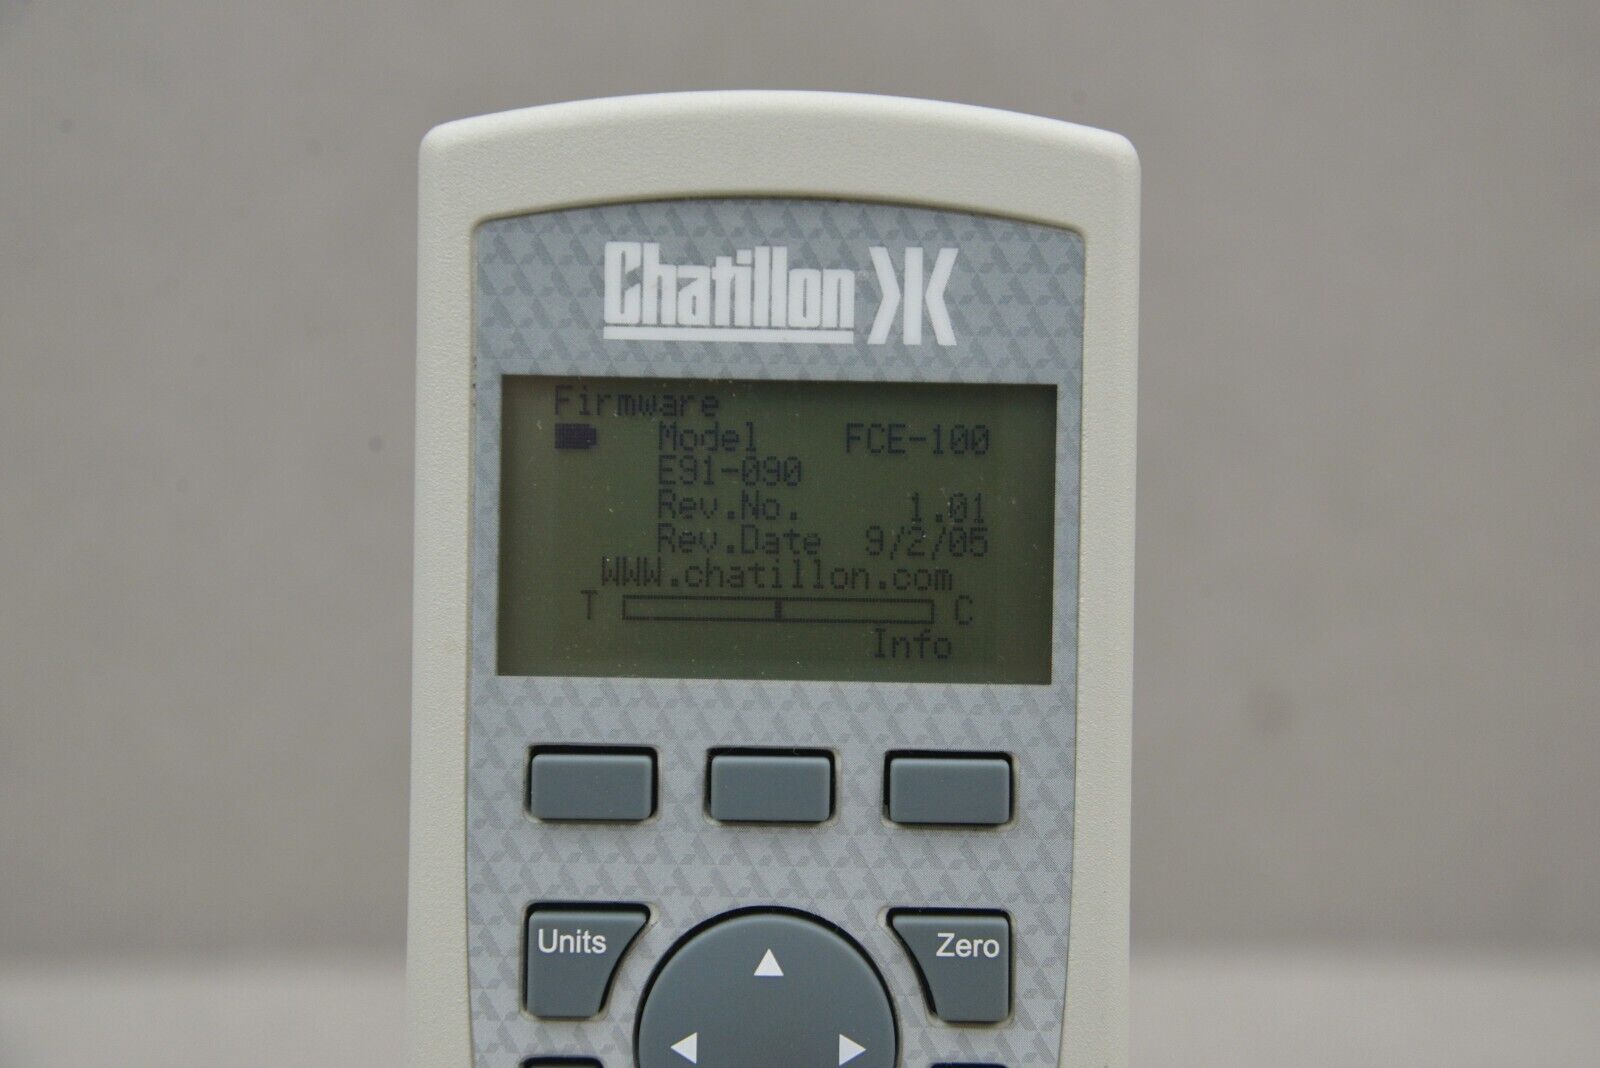 Chatillon
Firmware
Model FCE-100
E91-090
Rev.No. 1.01
Rev.Date 9/2/05
WWW.chatillon.com
T C
Info
Units Zero